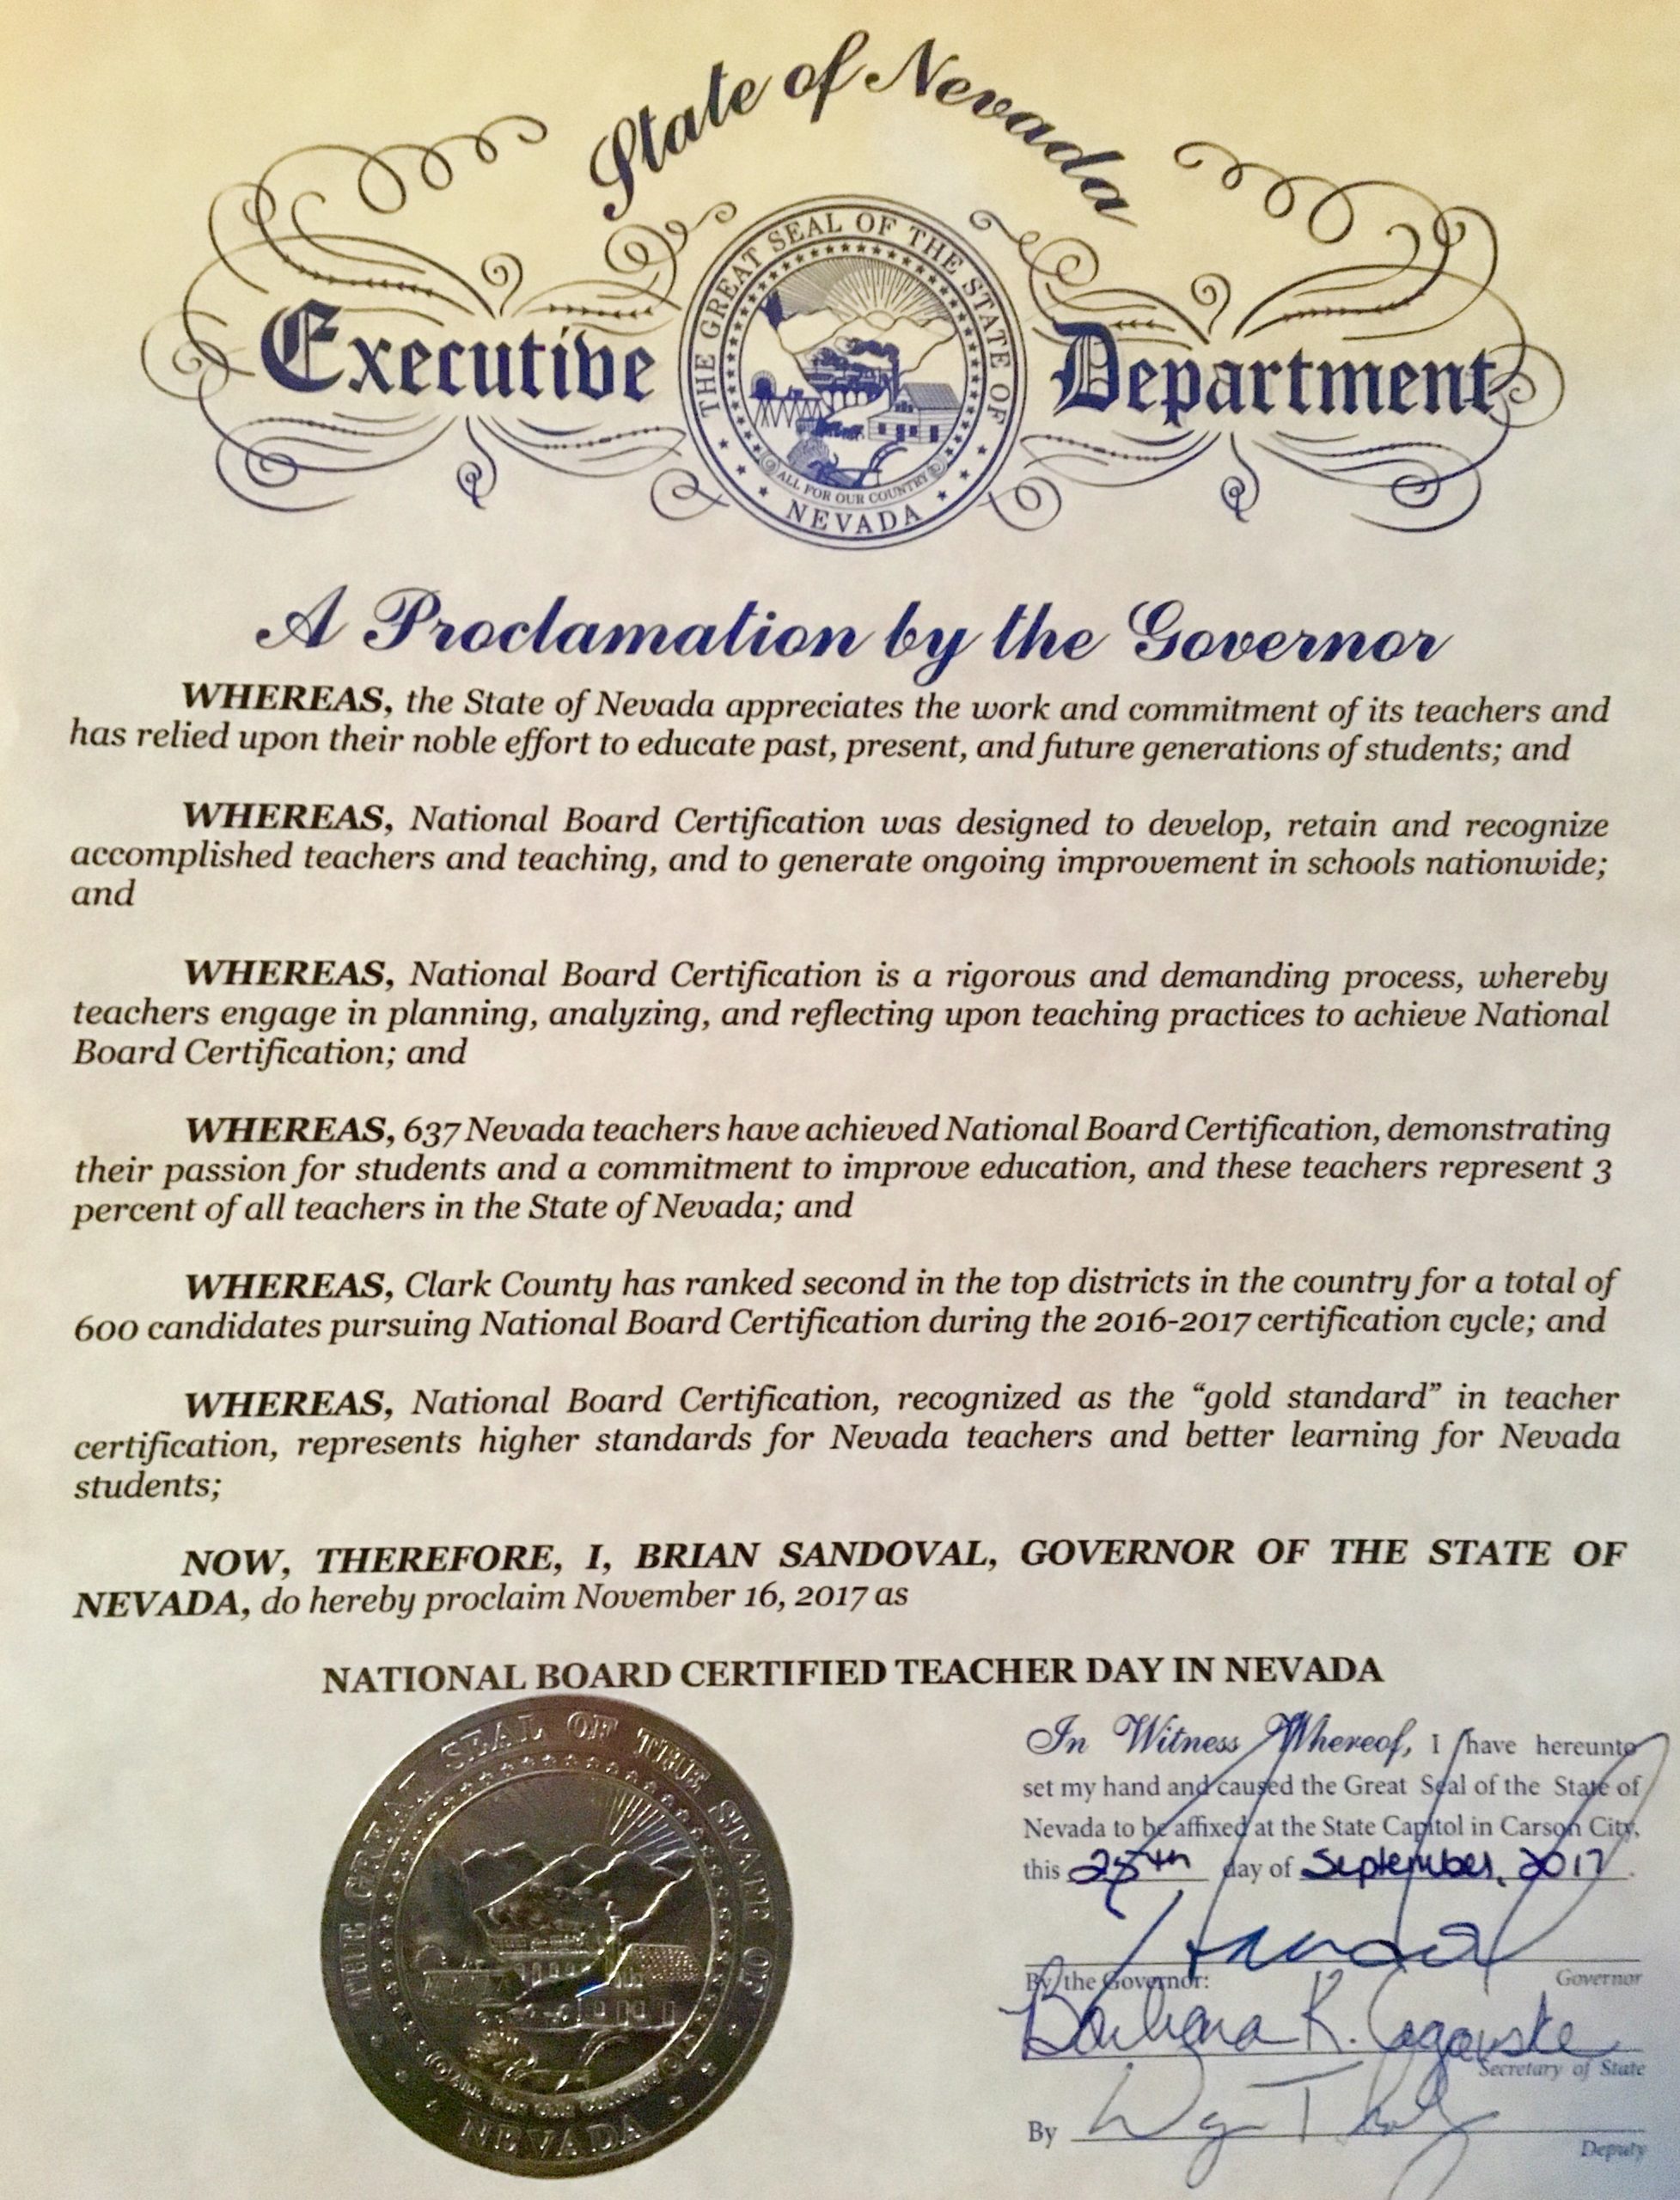 State of Nevada
Executive Department
THE GREAT SEAL OF THE STATE OF
ALL FOR OUR COUNTRY
NEVADA
A Proclamation by the Governor
WHEREAS, the State of Nevada appreciates the work and commitment of its teachers and
has relied upon their noble effort to educate past, present, and future generations of students; and
WHEREAS, National Board Certification was designed to develop, retain and recognize
accomplished teachers and teaching, and to generate ongoing improvement in schools nationwide;
and
WHEREAS, National Board Certification is a rigorous and demanding process, whereby
teachers engage in planning, analyzing, and reflecting upon teaching practices to achieve National
Board Certification; and
WHEREAS, 637 Nevada teachers have achieved National Board Certification, demonstrating
their passion for students and a commitment to improve education, and these teachers represent 3
percent of all teachers in the State of Nevada; and
WHEREAS, Clark County has ranked second in the top districts in the country for a total of
600 candidates pursuing National Board Certification during the 2016-2017 certification cycle; and
WHEREAS, National Board Certification, recognized as the “gold standard” in teacher
certification, represents higher standards for Nevada teachers and better learning for Nevada
students;
NOW, THEREFORE, I, BRIAN SANDOVAL, GOVERNOR OF THE STATE OF
NEVADA, do hereby proclaim November 16, 2017 as
NATIONAL BOARD CERTIFIED TEACHER DAY IN NEVADA
THE GREAT SEAL OF THE STATE OF
ALL FOR OUR COUNTRY
NEVADA
In Witness Whereof, I have hereunto
set my hand and caused the Great Seal of the State of
Nevada to be affixed at the State Capitol in Carson City,
this 25th day of September, 2017
Governor
By the Governor:
Barbara K. Cegavske
Secretary of State
By
Deputy